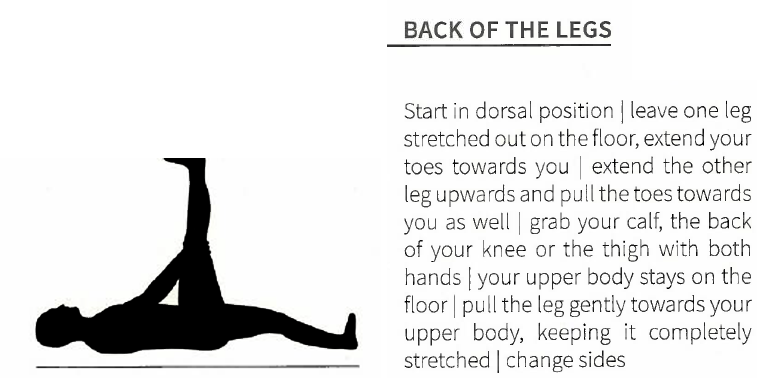 BACK OF THE LEGS
Start in dorsal position | leave one leg
stretched out on the floor, extend your
toes towards you | extend the other
leg upwards and pull the toes towards
you as well | grab your calf, the back
of your knee or the thigh with both
hands | your upper body stays on the
floor | pull the leg gently towards your
upper body, keeping it completely
stretched | change sides